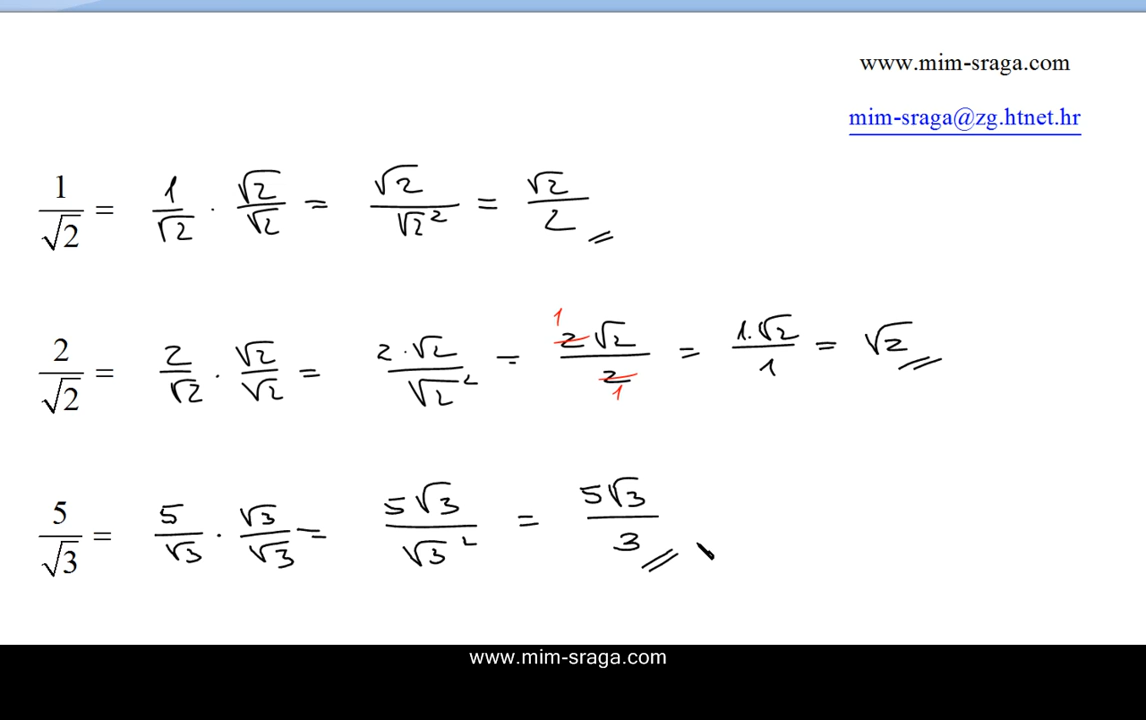 www.mim-sraga.com
mim-sraga@zg.htnet.hr
1/√2 = 1/√2 · √2/√2 = √2/√2² = √2/2
2/√2 = 2/√2 · √2/√2 = 2·√2/√2² = 1 2√2/2 1 = 1·√2/1 = √2
5/√3 = 5/√3 · √3/√3 = 5√3/√3² = 5√3/3
www.mim-sraga.com